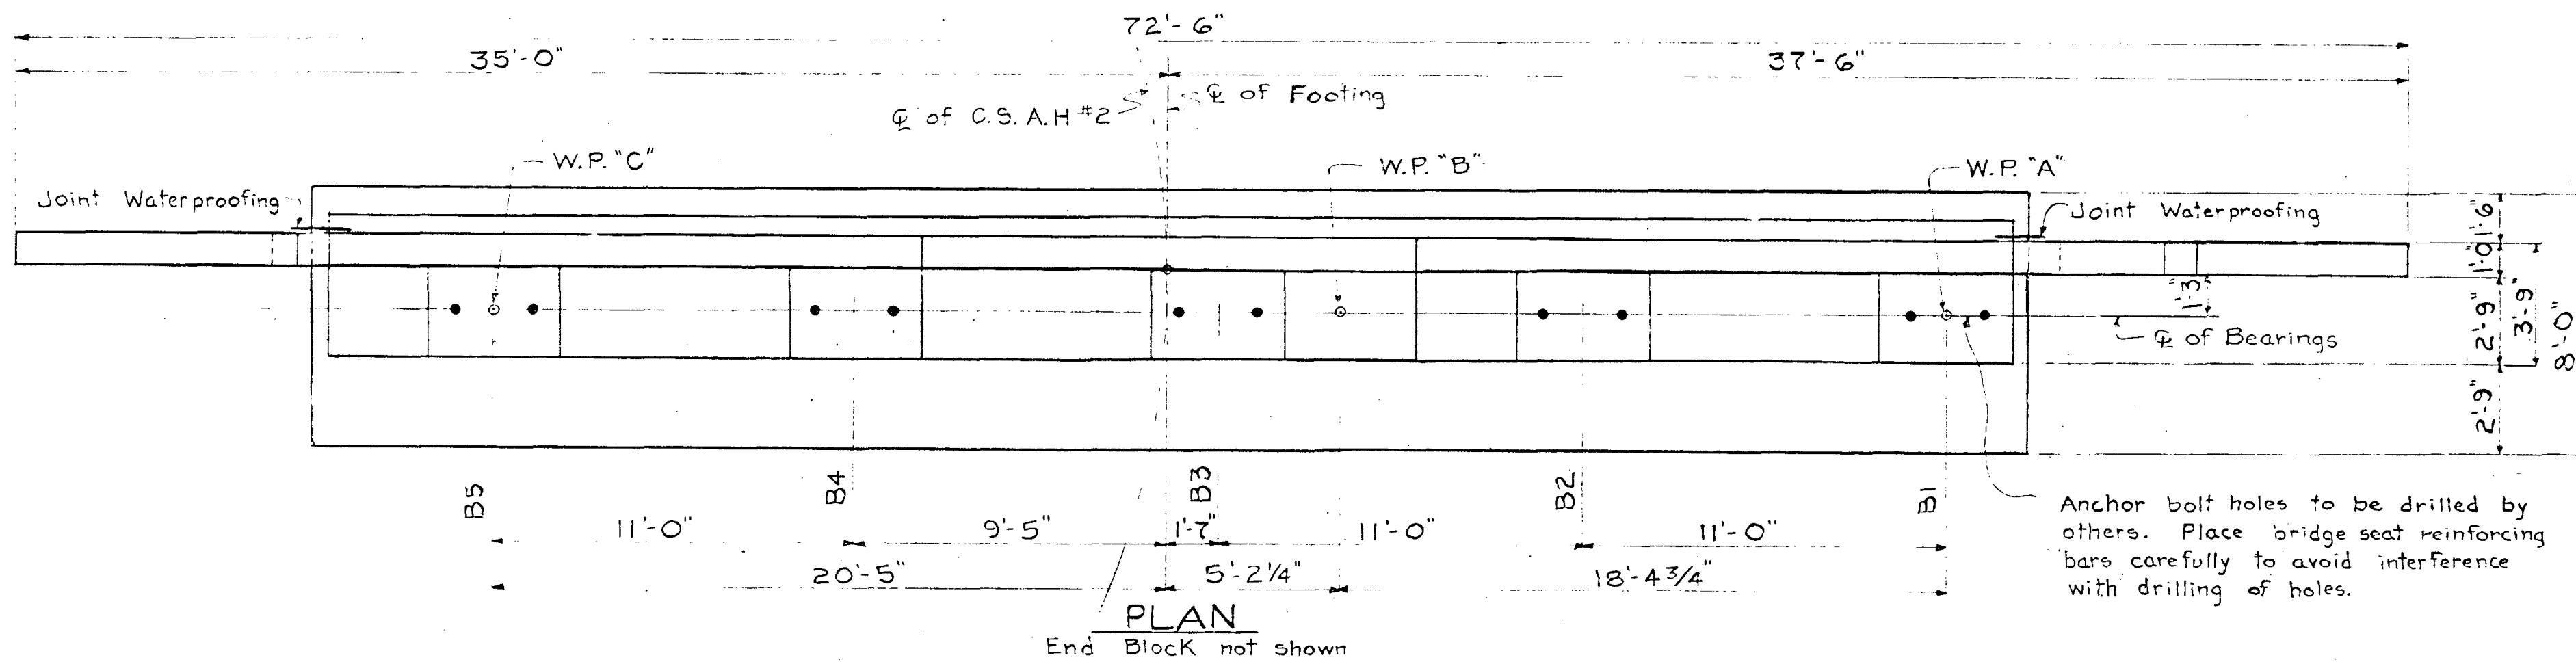 72'-6"
35'-0"
37'-6"
℄ of C.S.A.H #2
℄ of Footing
W.P. "C"
W.P. "B"
W.P. "A"
Joint Waterproofing
Joint Waterproofing
1'-6"
1'-0"
1'-3"
2'-9"
3'-9"
8'-0"
2'-9"
℄ of Bearings
B5
B4
B3
B2
B1
11'-0"
9'-5"
1'-7"
11'-0"
11'-0"
20'-5"
5'-2 1/4"
18'-4 3/4"
Anchor bolt holes to be drilled by
others. Place bridge seat reinforcing
bars carefully to avoid interference
with drilling of holes.
PLAN
End Block not shown